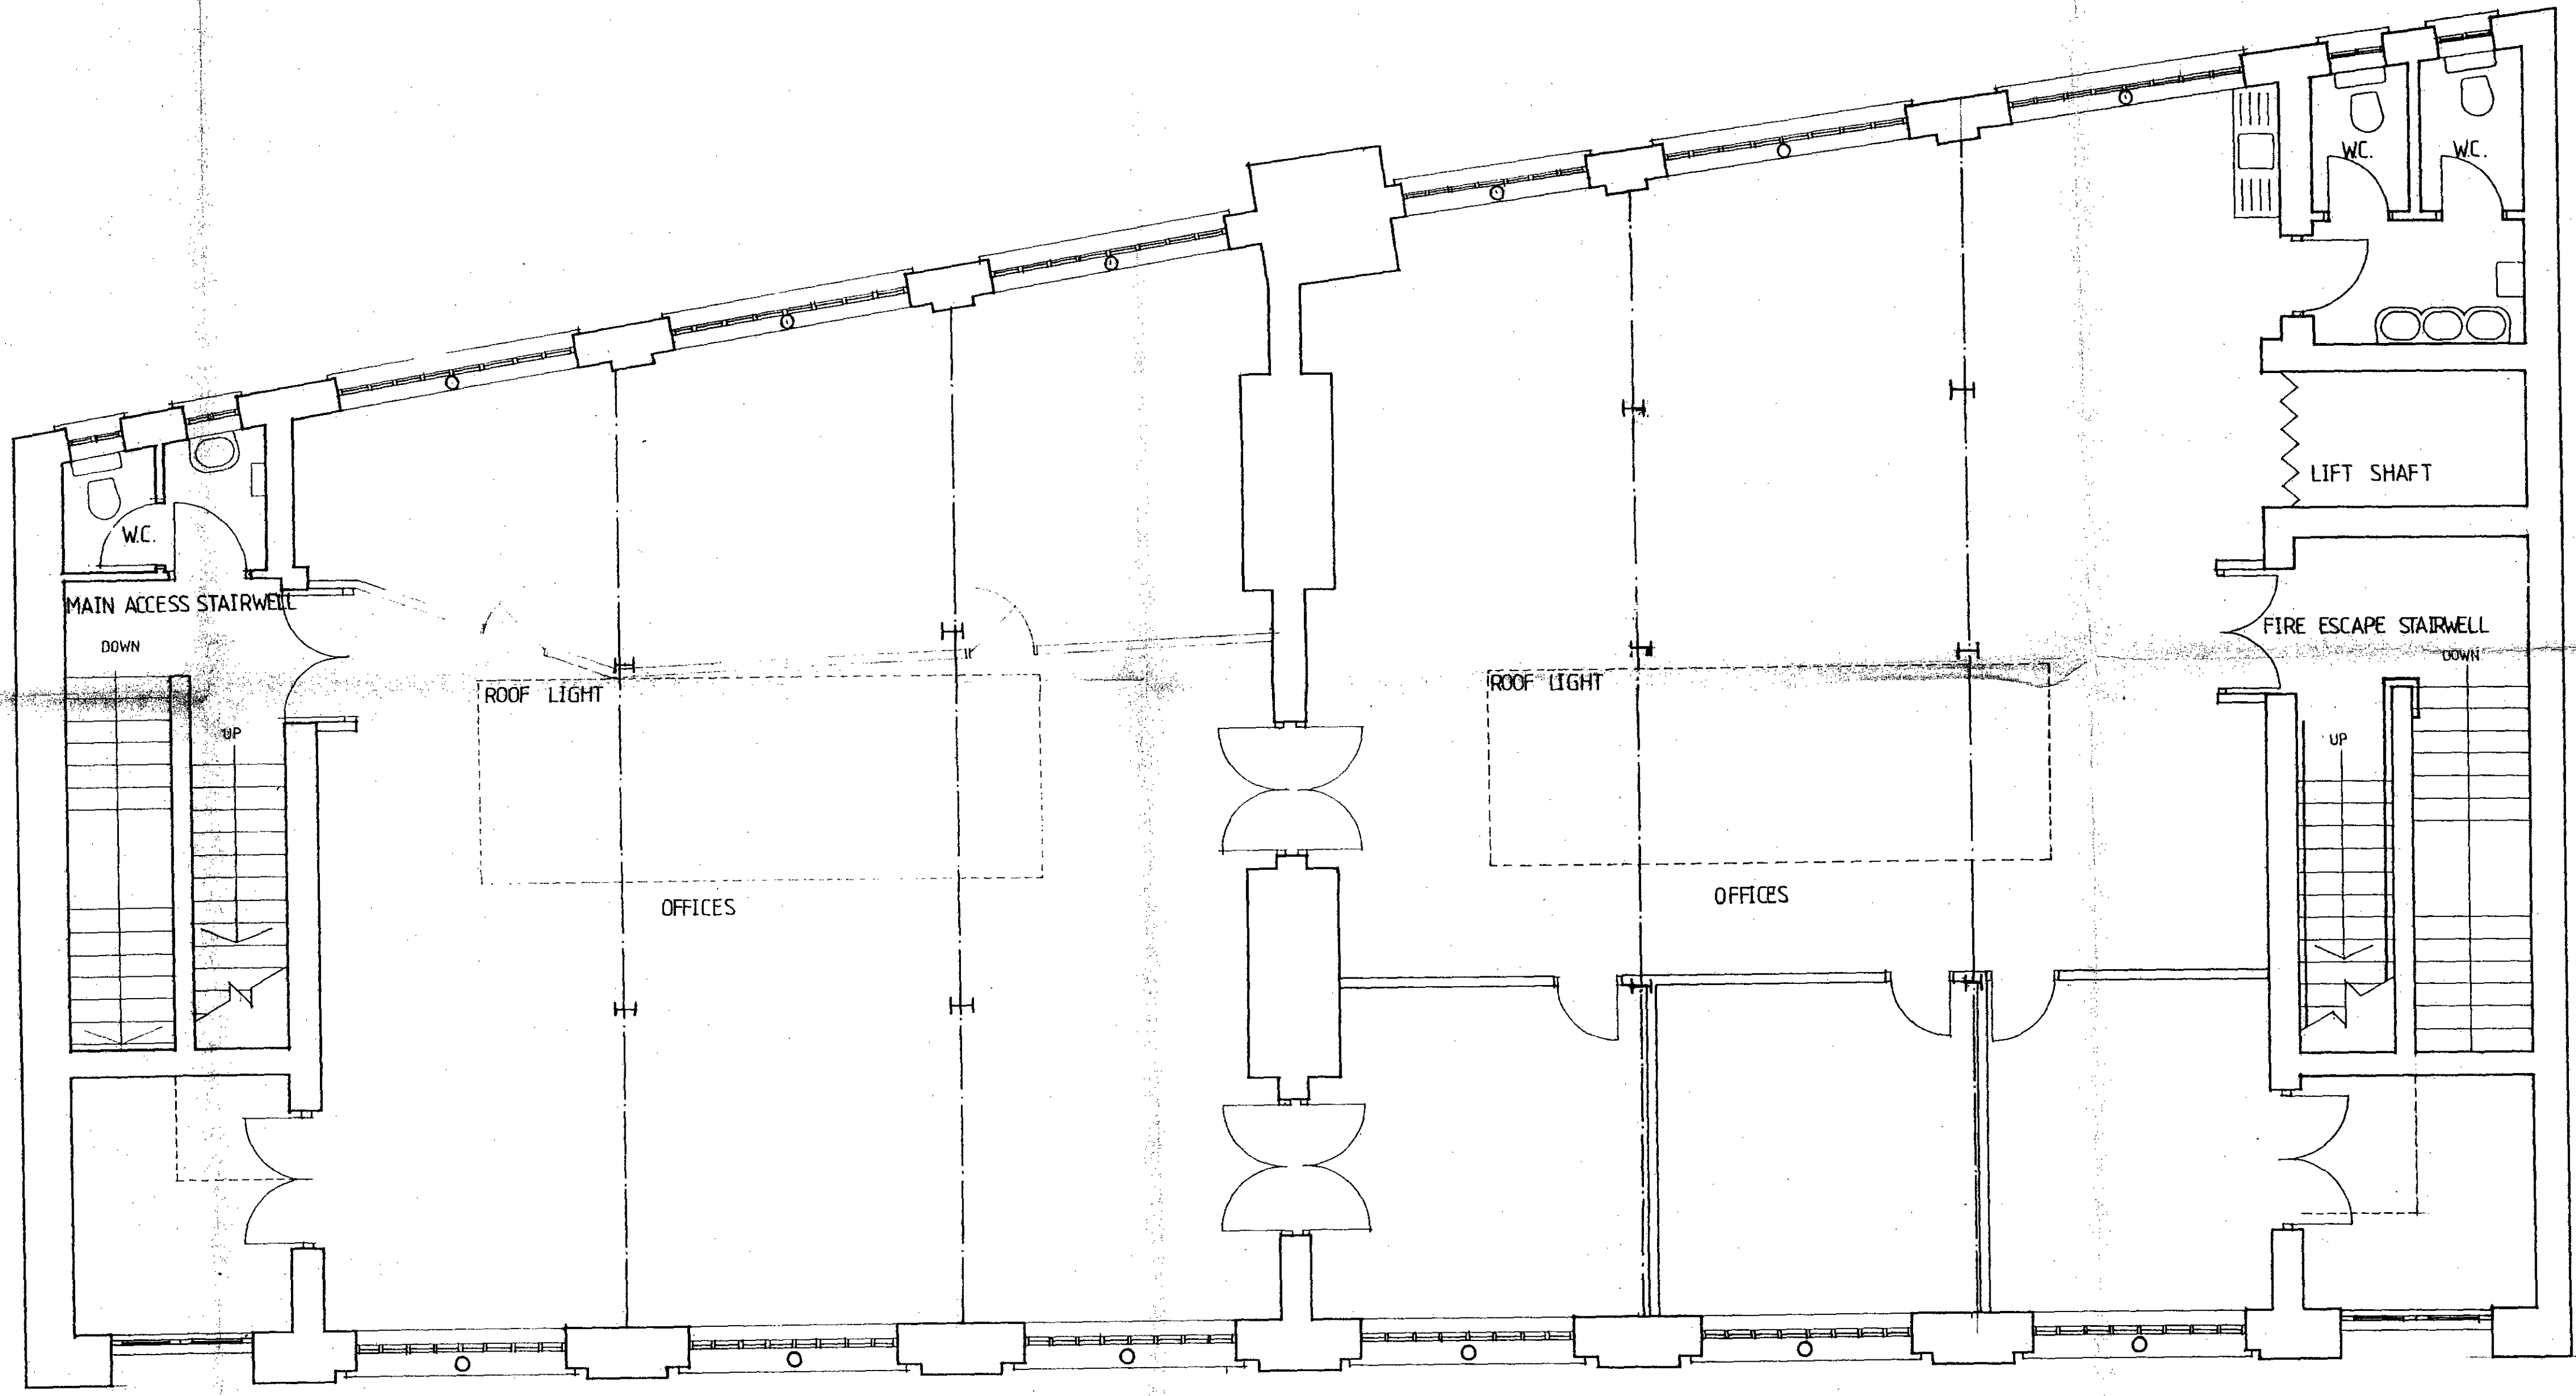 W.C.
W.C.
LIFT SHAFT
W.C.
MAIN ACCESS STAIRWELL
DOWN
FIRE ESCAPE STAIRWELL
DOWN
ROOF LIGHT
ROOF LIGHT
UP
UP
OFFICES
OFFICES